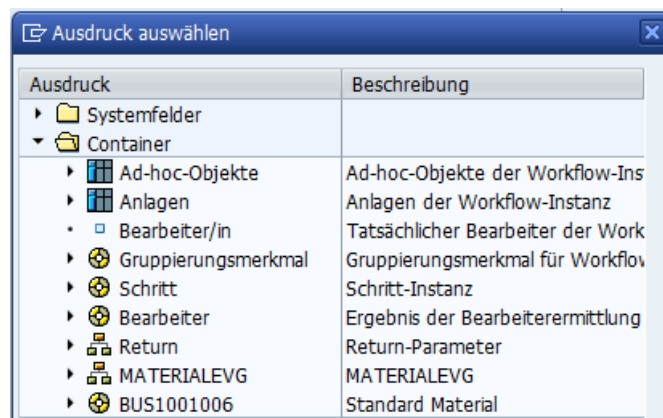 Ausdruck auswählen
Ausdruck Beschreibung
Systemfelder
Container
Ad-hoc-Objekte Ad-hoc-Objekte der Workflow-Ins
Anlagen Anlagen der Workflow-Instanz
Bearbeiter/in Tatsächlicher Bearbeiter der Work
Gruppierungsmerkmal Gruppierungsmerkmal für Workflov
Schritt Schritt-Instanz
Bearbeiter Ergebnis der Bearbeiterermittlung
Return Return-Parameter
MATERIALEVG MATERIALEVG
BUS1001006 Standard Material